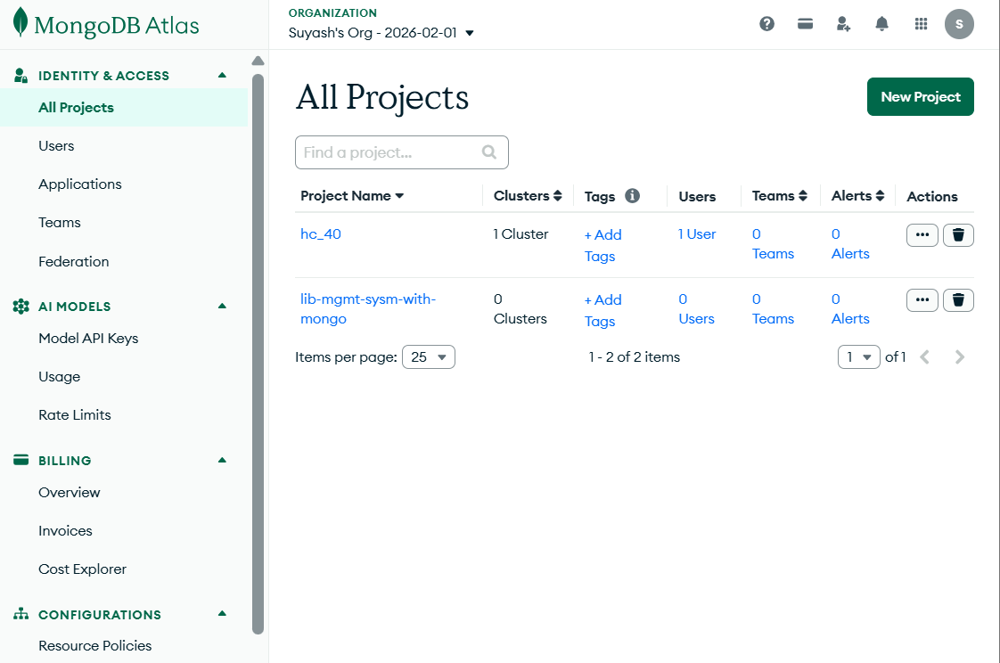 MongoDB Atlas
ORGANIZATION
Suyash's Org - 2026-02-01
S
IDENTITY & ACCESS
All Projects
Users
Applications
Teams
Federation
AI MODELS
Model API Keys
Usage
Rate Limits
BILLING
Overview
Invoices
Cost Explorer
CONFIGURATIONS
Resource Policies
All Projects
New Project
Find a project...
Project Name Clusters Tags Users Teams Alerts Actions
hc_40 1 Cluster + Add 1 User 0 0
Tags Teams Alerts
lib-mgmt-sysm-with- 0 + Add 0 0 0
mongo Clusters Tags Users Teams Alerts
Items per page: 25 1 - 2 of 2 items 1 of 1